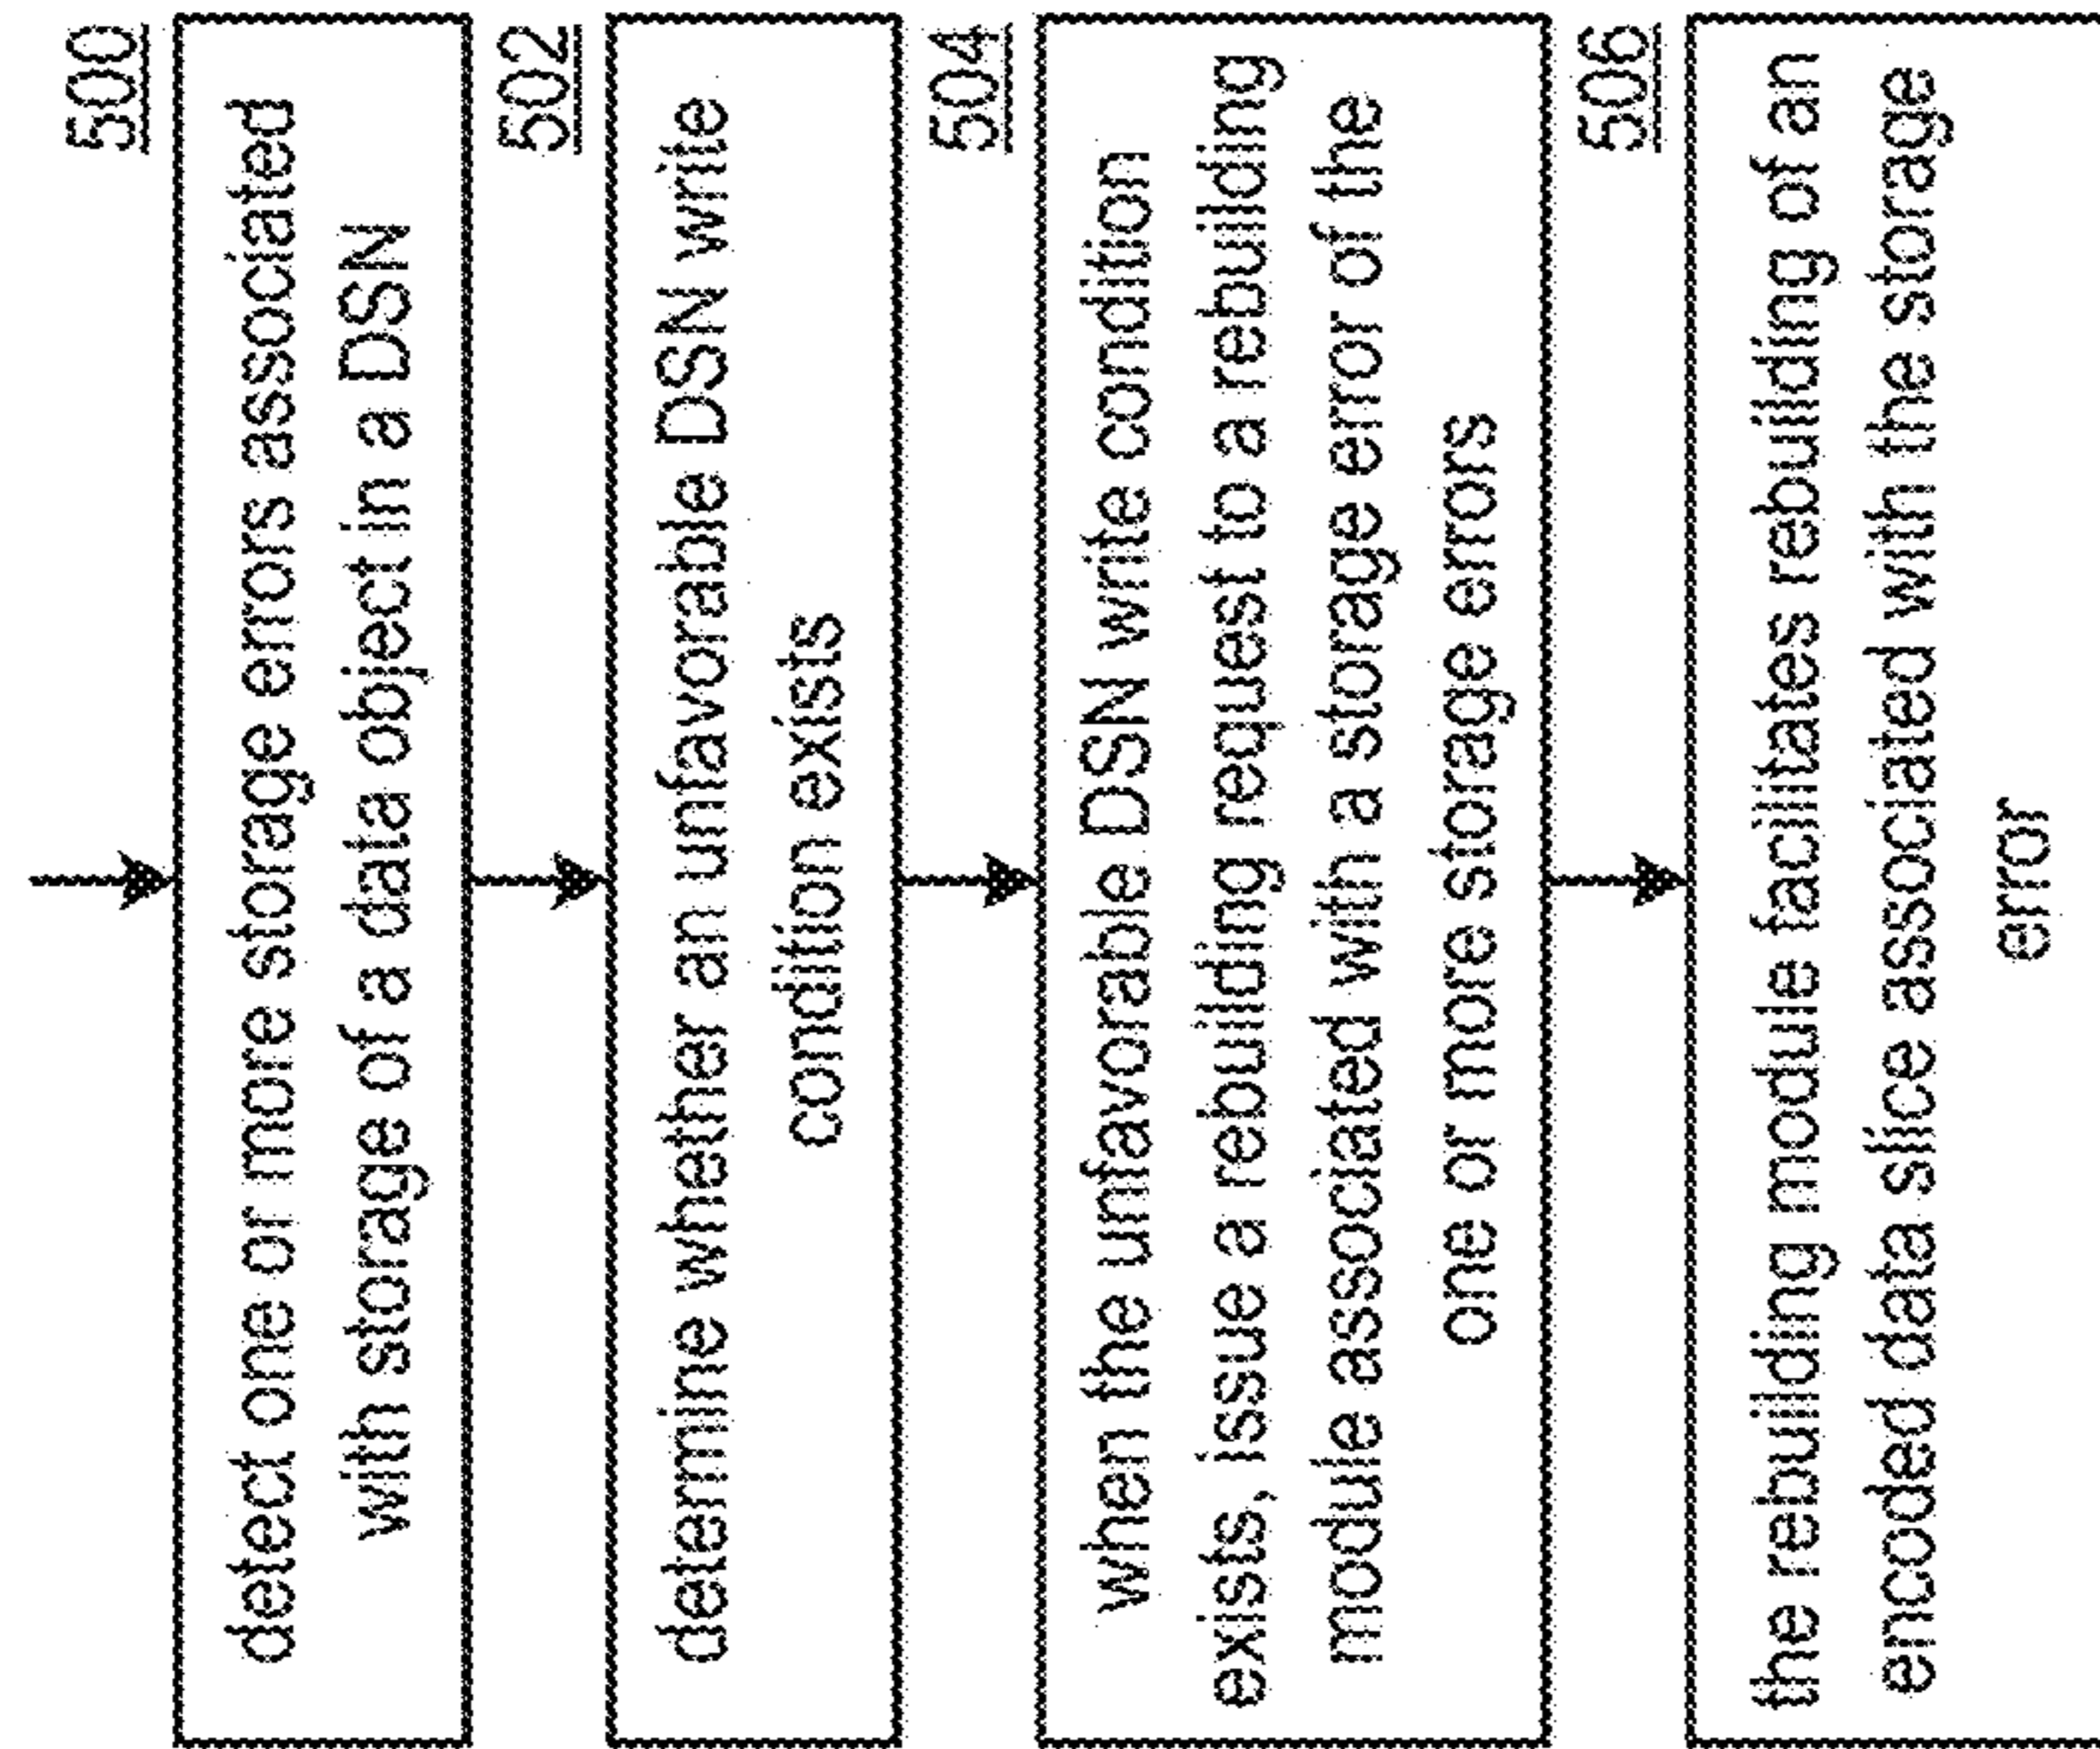 500
detect one or more storage errors associated
with storage of a data object in a DSN
502
determine whether an unfavorable DSN write
condition exists
504
when the unfavorable DSN write condition
exists, issue a rebuilding request to a rebuilding
module associated with a storage error of the
one or more storage errors
506
the rebuilding module facilitates rebuilding of an
encoded data slice associated with the storage
error